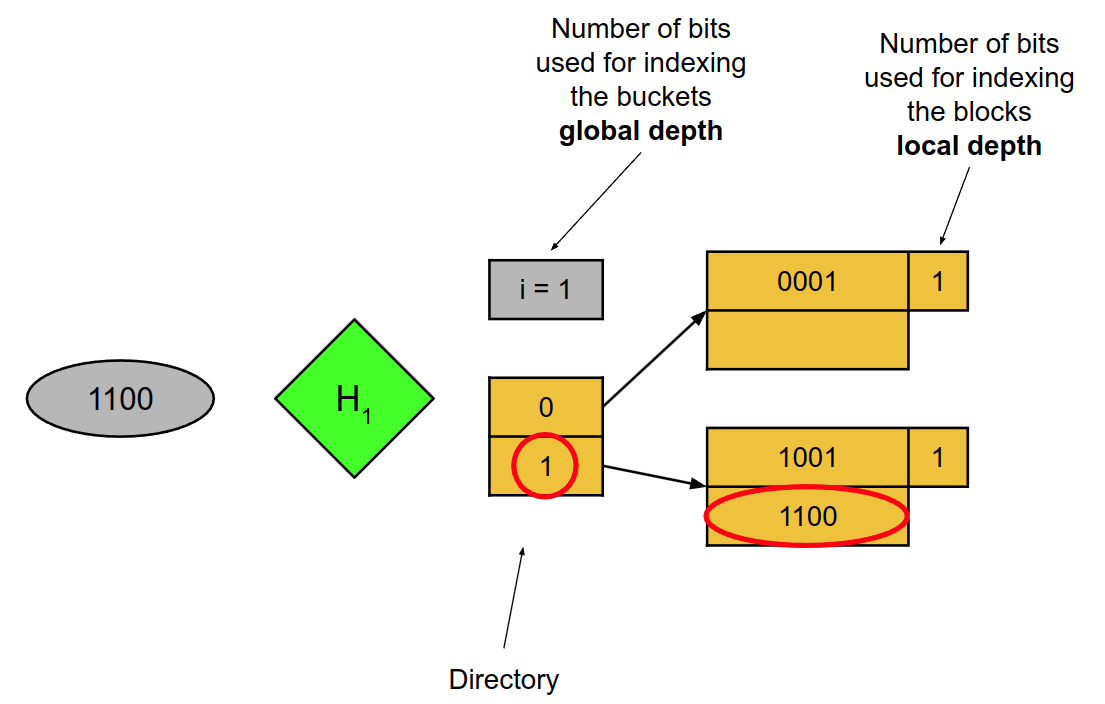 Number of bits
used for indexing
the buckets
global depth
Number of bits
used for indexing
the blocks
local depth
i = 1
0001 1
1100
H1
0
1
1001 1
1100
Directory